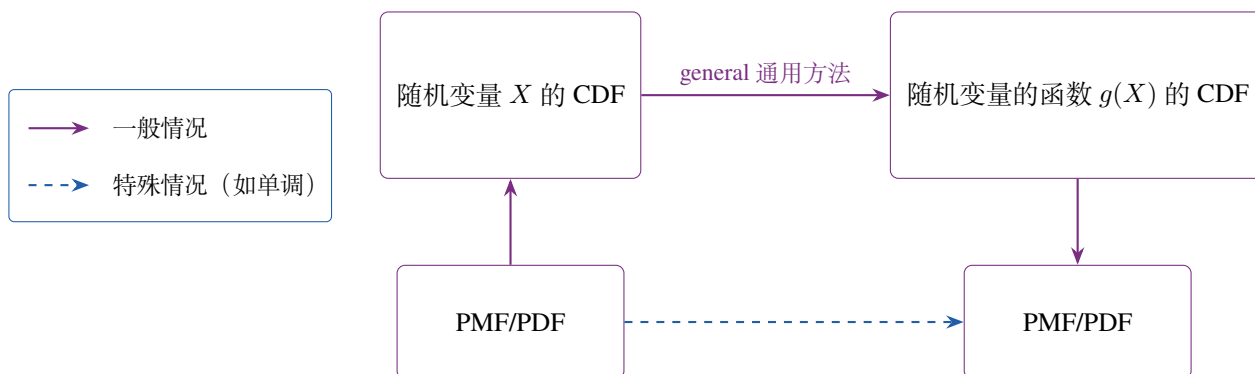 general 通用方法
随机变量 X 的 CDF
随机变量的函数 g(X) 的 CDF
一般情况
特殊情况（如单调）
PMF/PDF
PMF/PDF